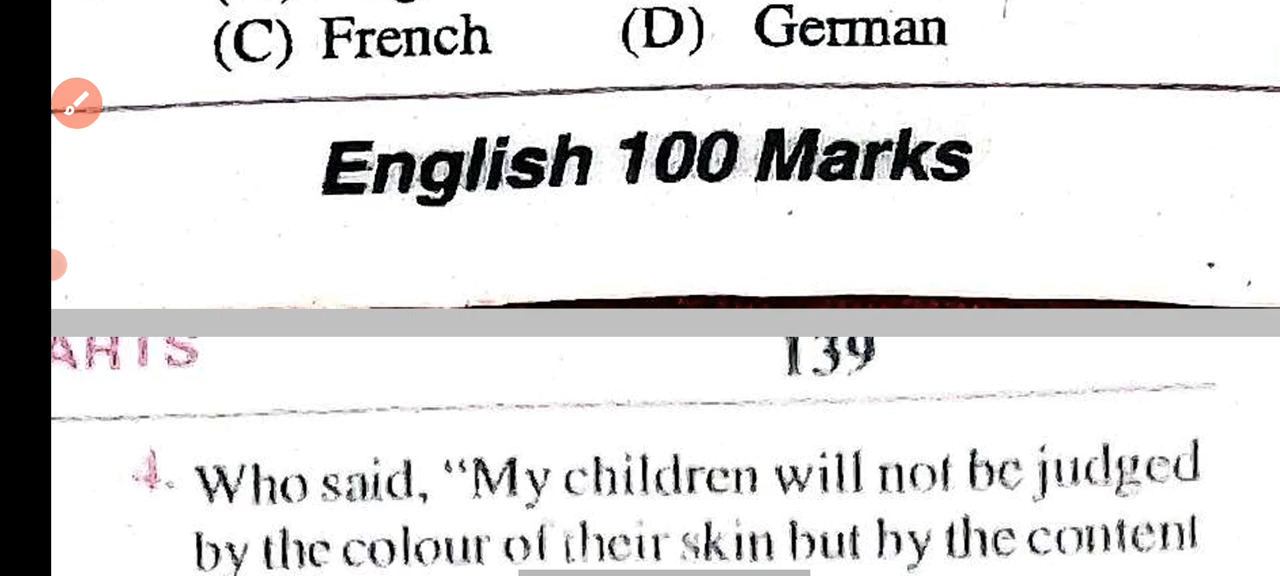 (C) French (D) German
English 100 Marks
ARTS 139
4. Who said, “My children will not be judged
by the colour of their skin but by the content